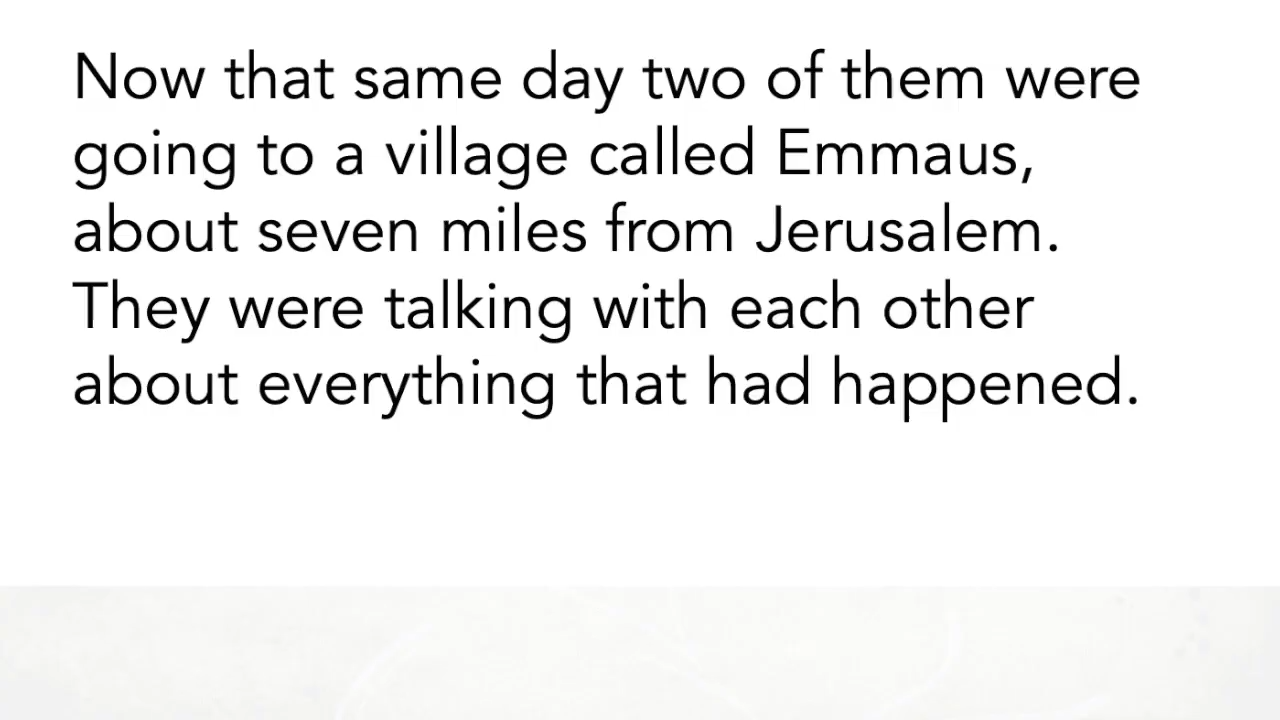 Now that same day two of them were
going to a village called Emmaus,
about seven miles from Jerusalem.
They were talking with each other
about everything that had happened.